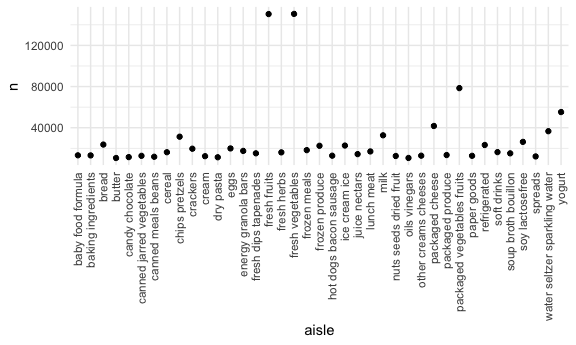 120000
80000
40000
n
baby food formula
baking ingredients
bread
butter
candy chocolate
canned jarred vegetables
canned meals beans
cereal
chips pretzels
crackers
cream
dry pasta
eggs
energy granola bars
fresh dips tapenades
fresh fruits
fresh herbs
fresh vegetables
frozen meals
frozen produce
hot dogs bacon sausage
ice cream ice
juice nectars
lunch meat
milk
nuts seeds dried fruit
oils vinegars
other creams cheeses
packaged cheese
packaged produce
packaged vegetables fruits
paper goods
refrigerated
soft drinks
soup broth bouillon
soy lactosefree
spreads
water seltzer sparkling water
yogurt
aisle